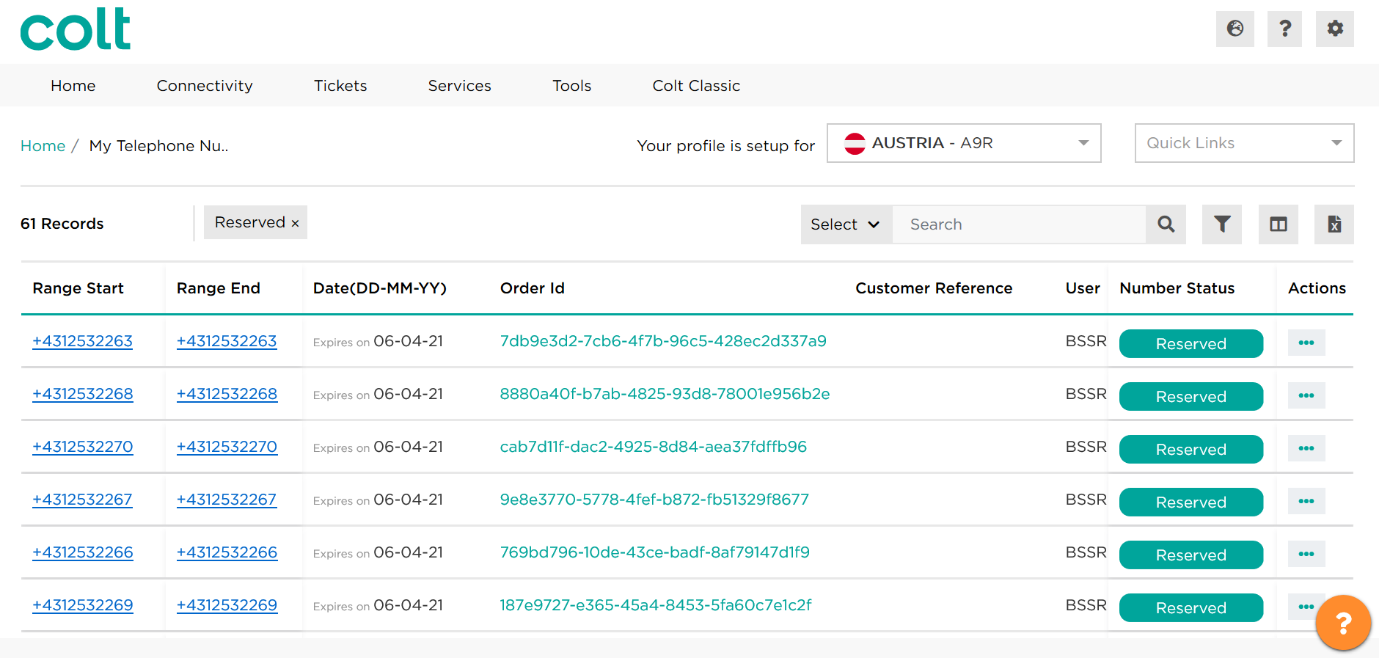 colt
?
Home Connectivity Tickets Services Tools Colt Classic
Home / My Telephone Nu.. Your profile is setup for AUSTRIA - A9R Quick Links
61 Records Reserved × Select Search
Range Start Range End Date(DD-MM-YY) Order Id Customer Reference User Number Status Actions
+4312532263 +4312532263 Expires on 06-04-21 7db9e3d2-7cb6-4f7b-96c5-428ec2d337a9 BSSR Reserved •••
+4312532268 +4312532268 Expires on 06-04-21 8880a40f-b7ab-4825-93d8-78001e956b2e BSSR Reserved •••
+4312532270 +4312532270 Expires on 06-04-21 cab7d11f-dac2-4925-8d84-aea37fdffb96 BSSR Reserved •••
+4312532267 +4312532267 Expires on 06-04-21 9e8e3770-5778-4fef-b872-fb51329f8677 BSSR Reserved •••
+4312532266 +4312532266 Expires on 06-04-21 769bd796-10de-43ce-badf-8af79147d1f9 BSSR Reserved •••
+4312532269 +4312532269 Expires on 06-04-21 187e9727-e365-45a4-8453-5fa60c7e1c2f BSSR Reserved •••
?